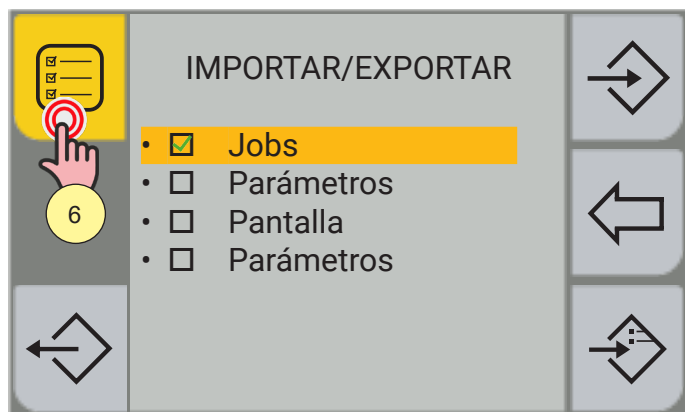 IMPORTAR/EXPORTAR
• Jobs
• Parámetros
• Pantalla
• Parámetros
6